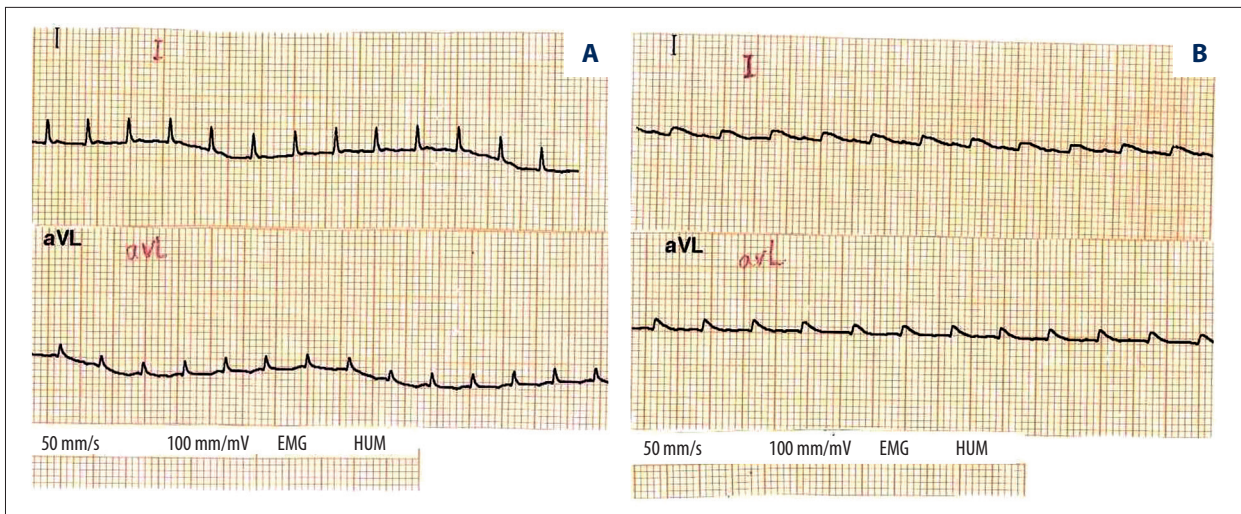 I
I
A
aVL
aVL
50 mm/s 100 mm/mV EMG HUM
I
I
B
aVL
avL
50 mm/s 100 mm/mV EMG HUM